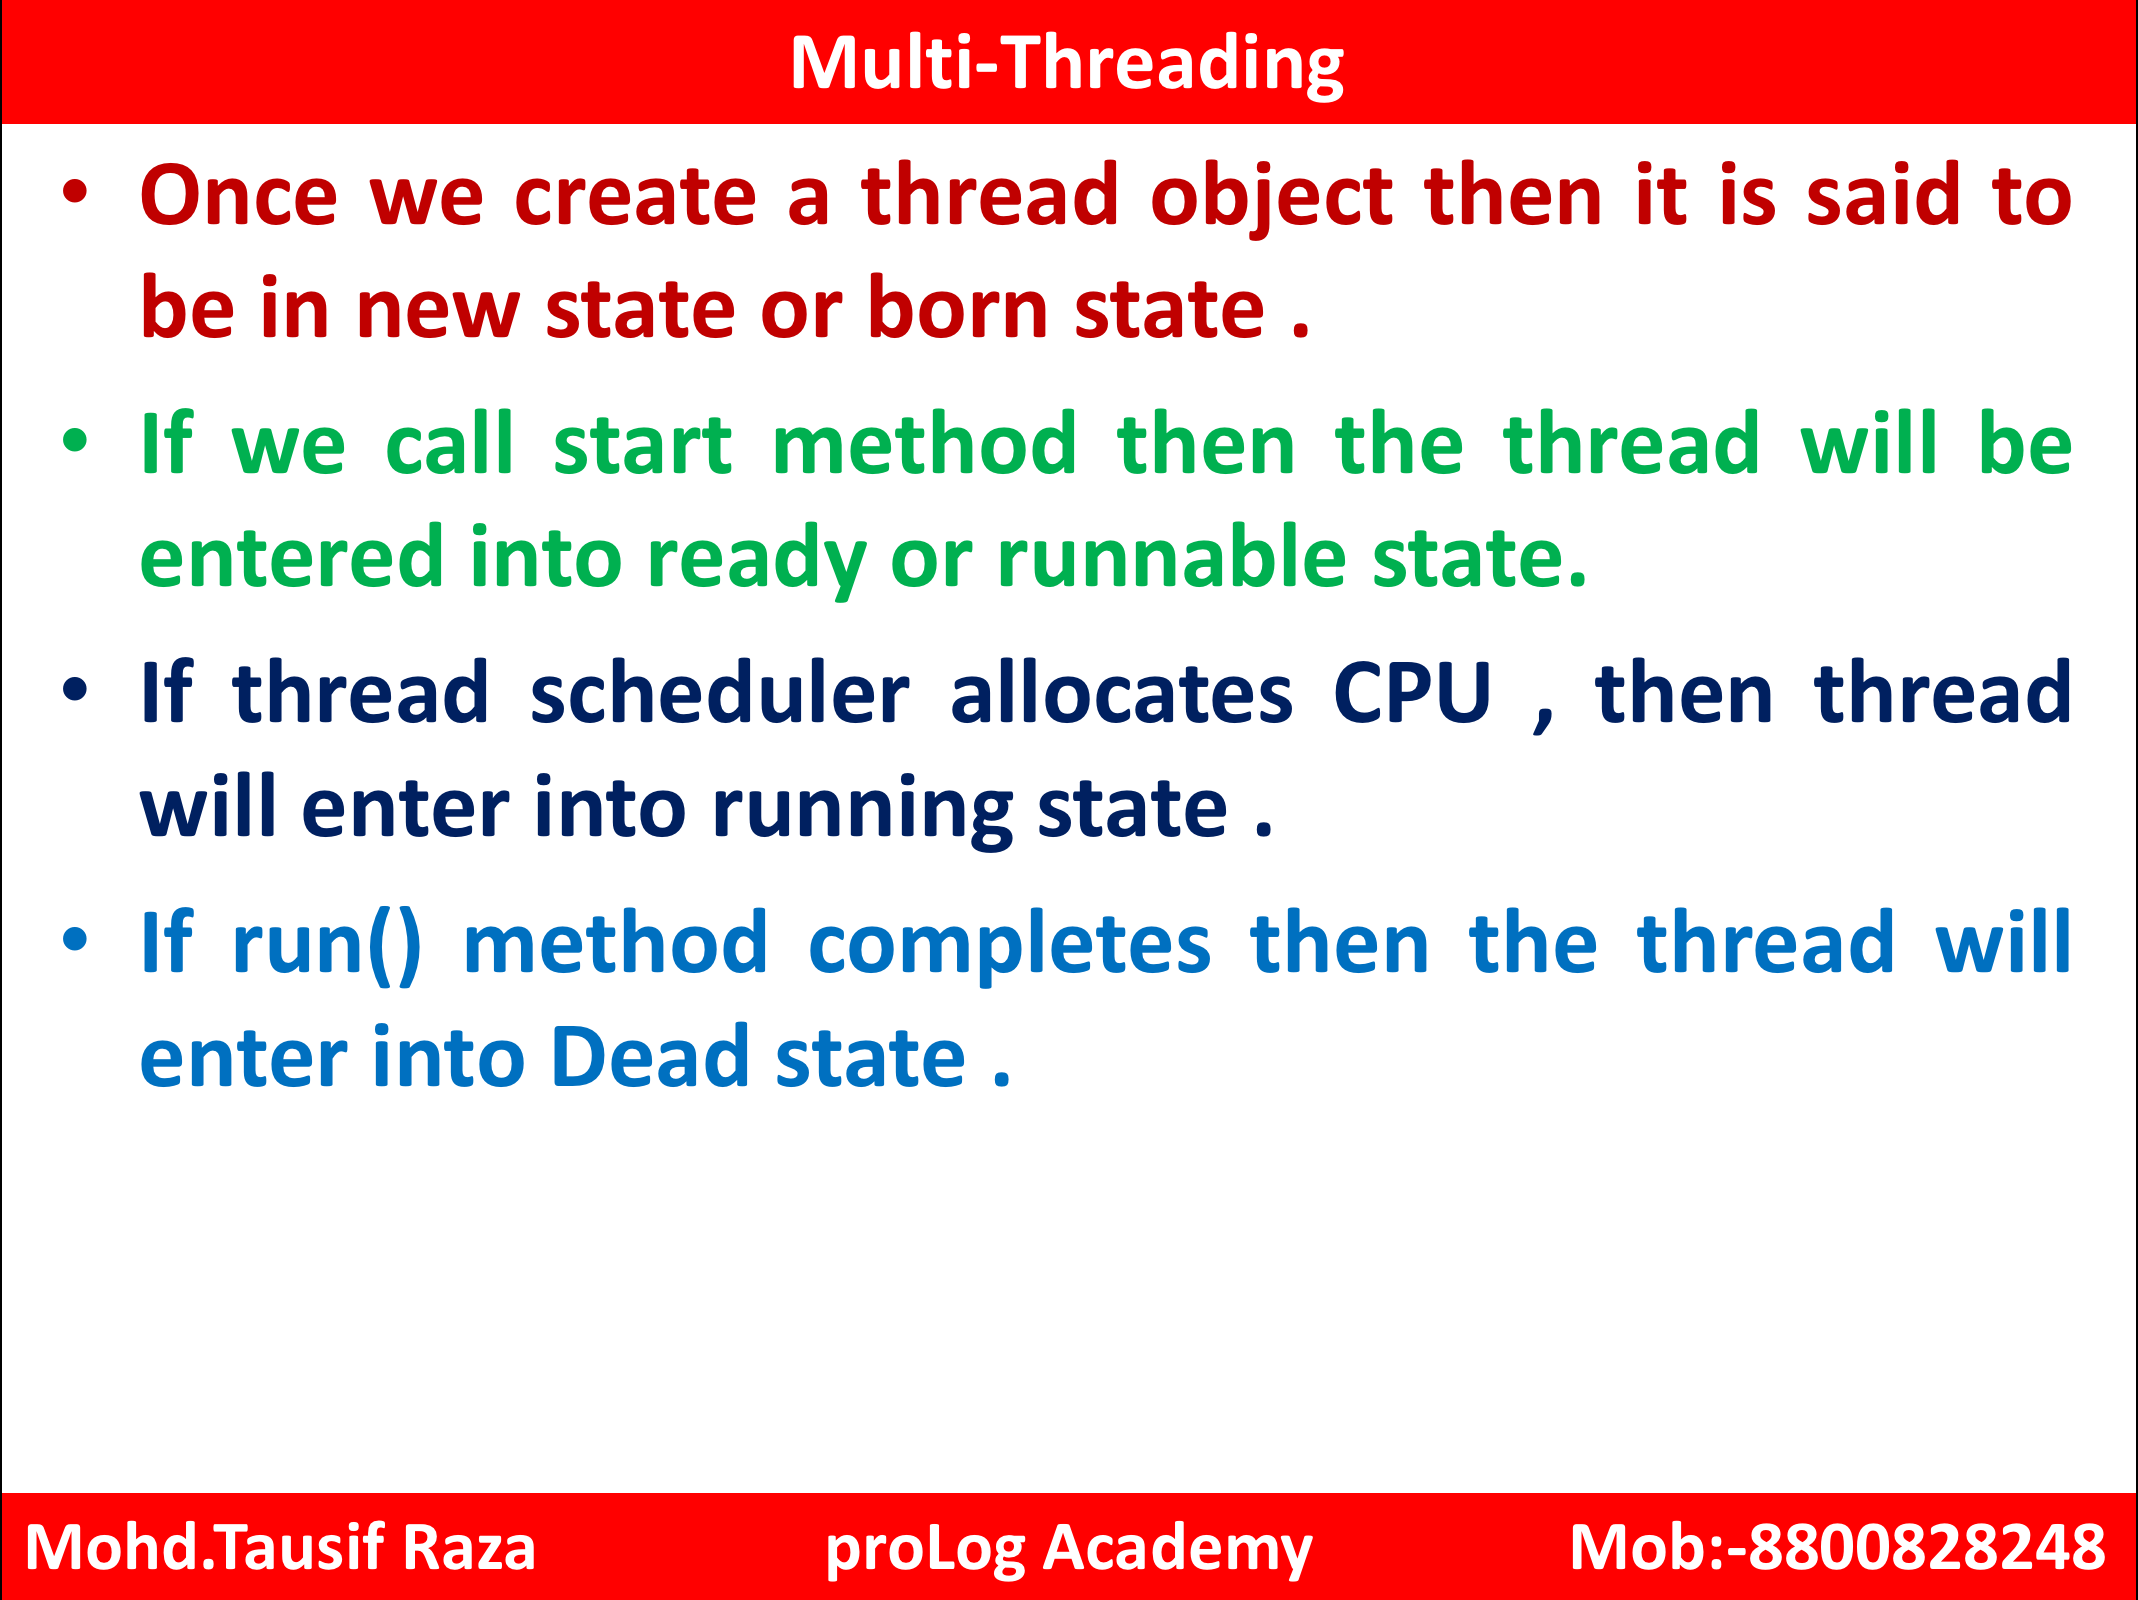 Multi-Threading
• Once we create a thread object then it is said to
be in new state or born state .
• If we call start method then the thread will be
entered into ready or runnable state.
• If thread scheduler allocates CPU , then thread
will enter into running state .
• If run() method completes then the thread will
enter into Dead state .
Mohd.Tausif Raza proLog Academy Mob:-8800828248